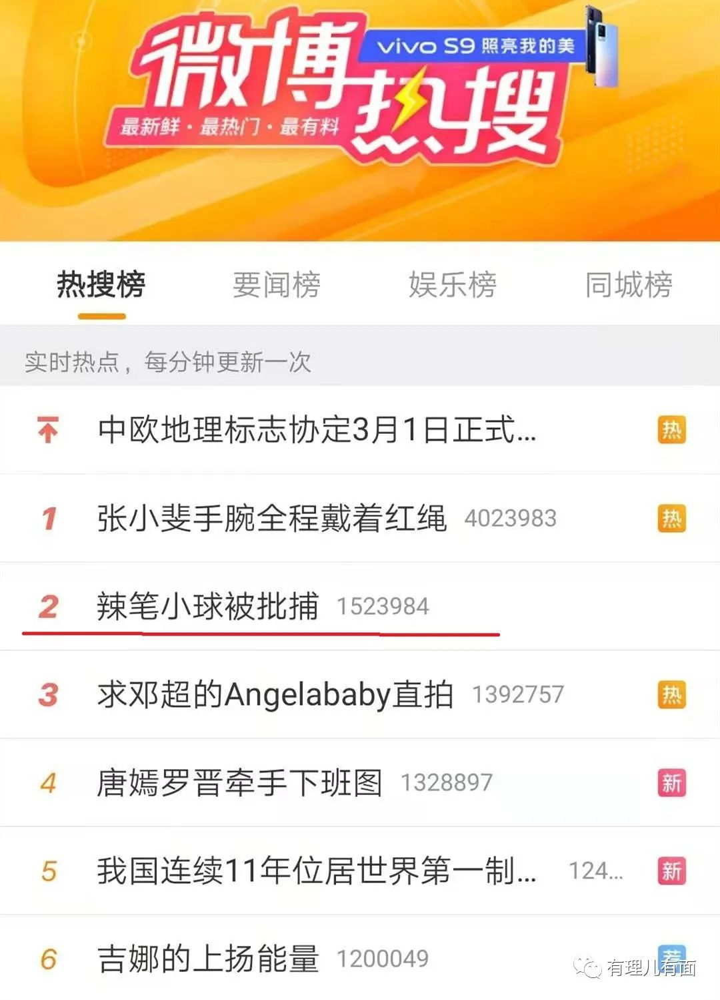 微博热搜
vivo S9 照亮我的美
最新鲜·最热门·最有料
热搜榜 要闻榜 娱乐榜 同城榜
实时热点，每分钟更新一次
中欧地理标志协定3月1日正式... 热
1 张小斐手腕全程戴着红绳 4023983 热
2 辣笔小球被批捕 1523984
3 求邓超的Angelababy直拍 1392757 热
4 唐嫣罗晋牵手下班图 1328897 新
5 我国连续11年位居世界第一制... 124... 新
6 吉娜的上扬能量 1200049 荐
有理儿有面